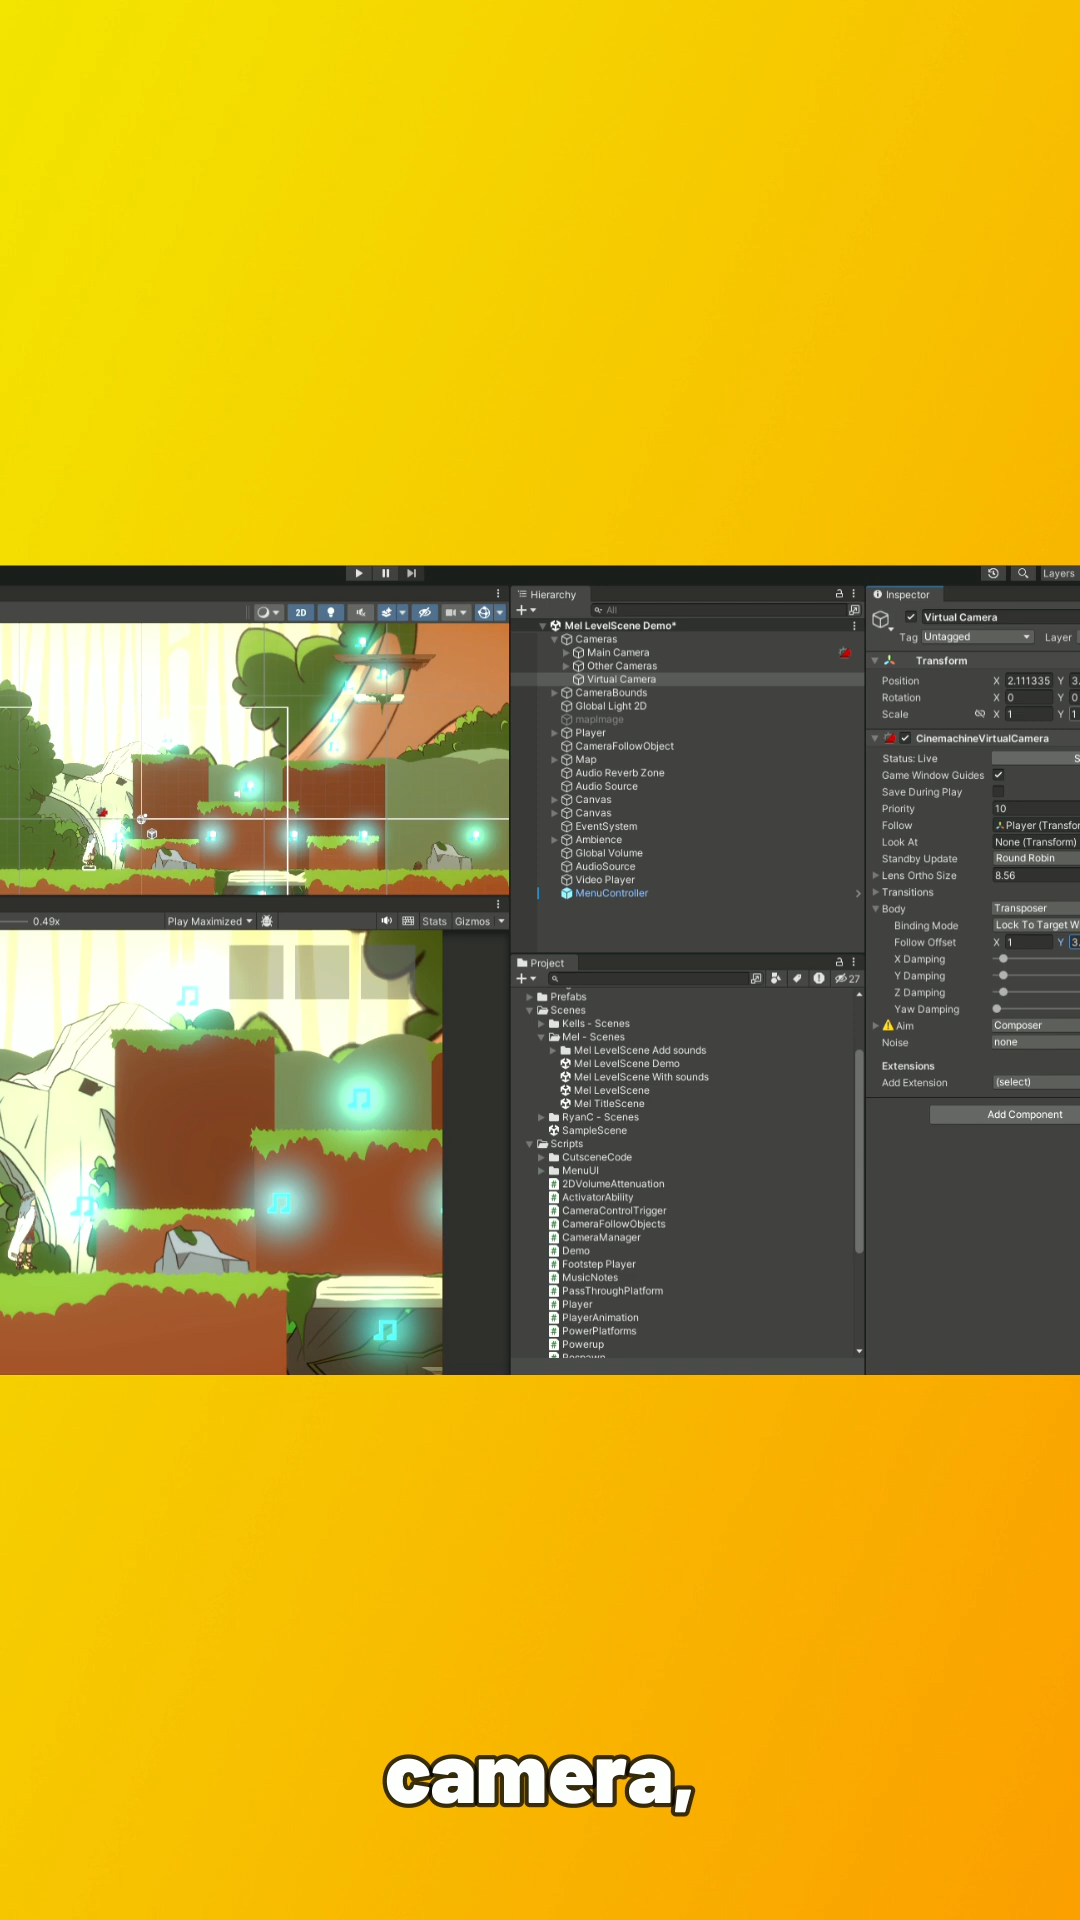 Layers
Hierarchy
Inspector
2D
All
Mel LevelScene Demo*
Cameras
Main Camera
Other Cameras
Virtual Camera
CameraBounds
Global Light 2D
mapImage
Player
CameraFollowObject
Map
Audio Reverb Zone
Audio Source
Canvas
Canvas
EventSystem
Ambience
Global Volume
AudioSource
Video Player
MenuController
Virtual Camera
Tag Untagged Layer
Transform
Position X 2.111335 Y 3.
Rotation X 0 Y 0
Scale X 1 Y 1
CinemachineVirtualCamera
Status: Live S
Game Window Guides
Save During Play
Priority 10
Follow Player (Transfor
Look At None (Transform)
Standby Update Round Robin
Lens Ortho Size 8.56
Transitions
Body Transposer
Binding Mode Lock To Target W
Follow Offset X 1 Y 3.
X Damping
Y Damping
Z Damping
Yaw Damping
Aim Composer
Noise none
Extensions
Add Extension (select)
Add Component
0.49x Play Maximized Stats Gizmos
Project
27
Prefabs
Scenes
Kells - Scenes
Mel - Scenes
Mel LevelScene Add sounds
Mel LevelScene Demo
Mel LevelScene With sounds
Mel LevelScene
Mel TitleScene
RyanC - Scenes
SampleScene
Scripts
CutsceneCode
MenuUI
2DVolumeAttenuation
ActivatorAbility
CameraControlTrigger
CameraFollowObjects
CameraManager
Demo
Footstep Player
MusicNotes
PassThroughPlatform
Player
PlayerAnimation
PowerPlatforms
Powerup
Respawn
camera,